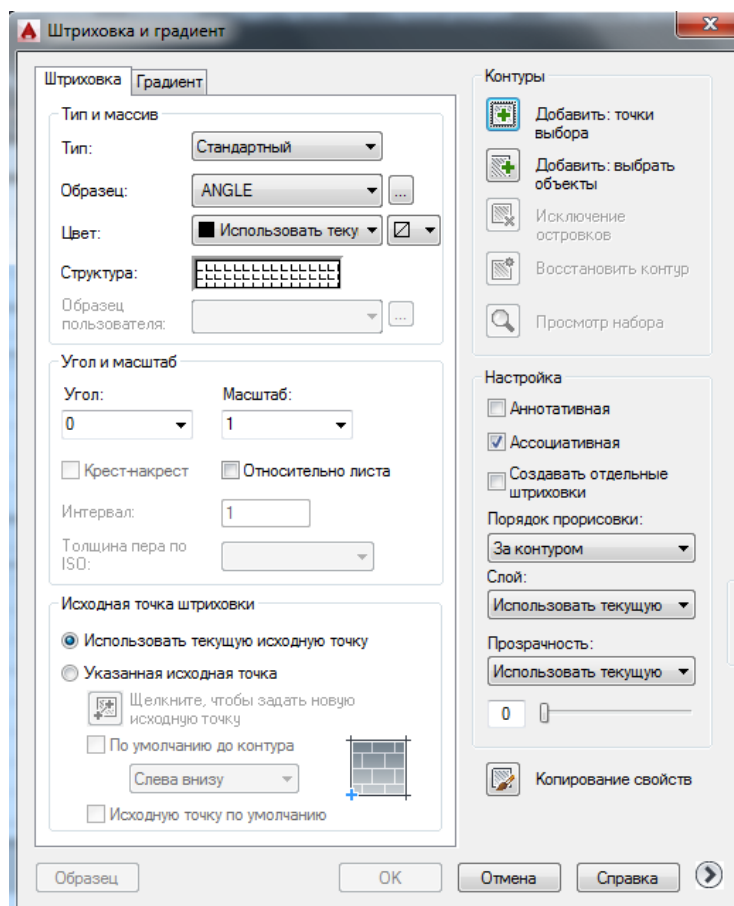 Штриховка и градиент
Штриховка Градиент
Тип и массив
Тип: Стандартный
Образец: ANGLE ...
Цвет: Использовать теку
Структура:
Образец
пользователя: ...
Угол и масштаб
Угол: Масштаб:
0 1
Крест-накрест Относительно листа
Интервал: 1
Толщина пера по
ISO:
Исходная точка штриховки
Использовать текущую исходную точку
Указанная исходная точка
Щелкните, чтобы задать новую
исходную точку
По умолчанию до контура
Слева внизу
Исходную точку по умолчанию
Контуры
Добавить: точки
выбора
Добавить: выбрать
объекты
Исключение
островков
Восстановить контур
Просмотр набора
Настройка
Аннотативная
Ассоциативная
Создавать отдельные
штриховки
Порядок прорисовки:
За контуром
Слой:
Использовать текущую
Прозрачность:
Использовать текущую
0
Копирование свойств
Образец OK Отмена Справка